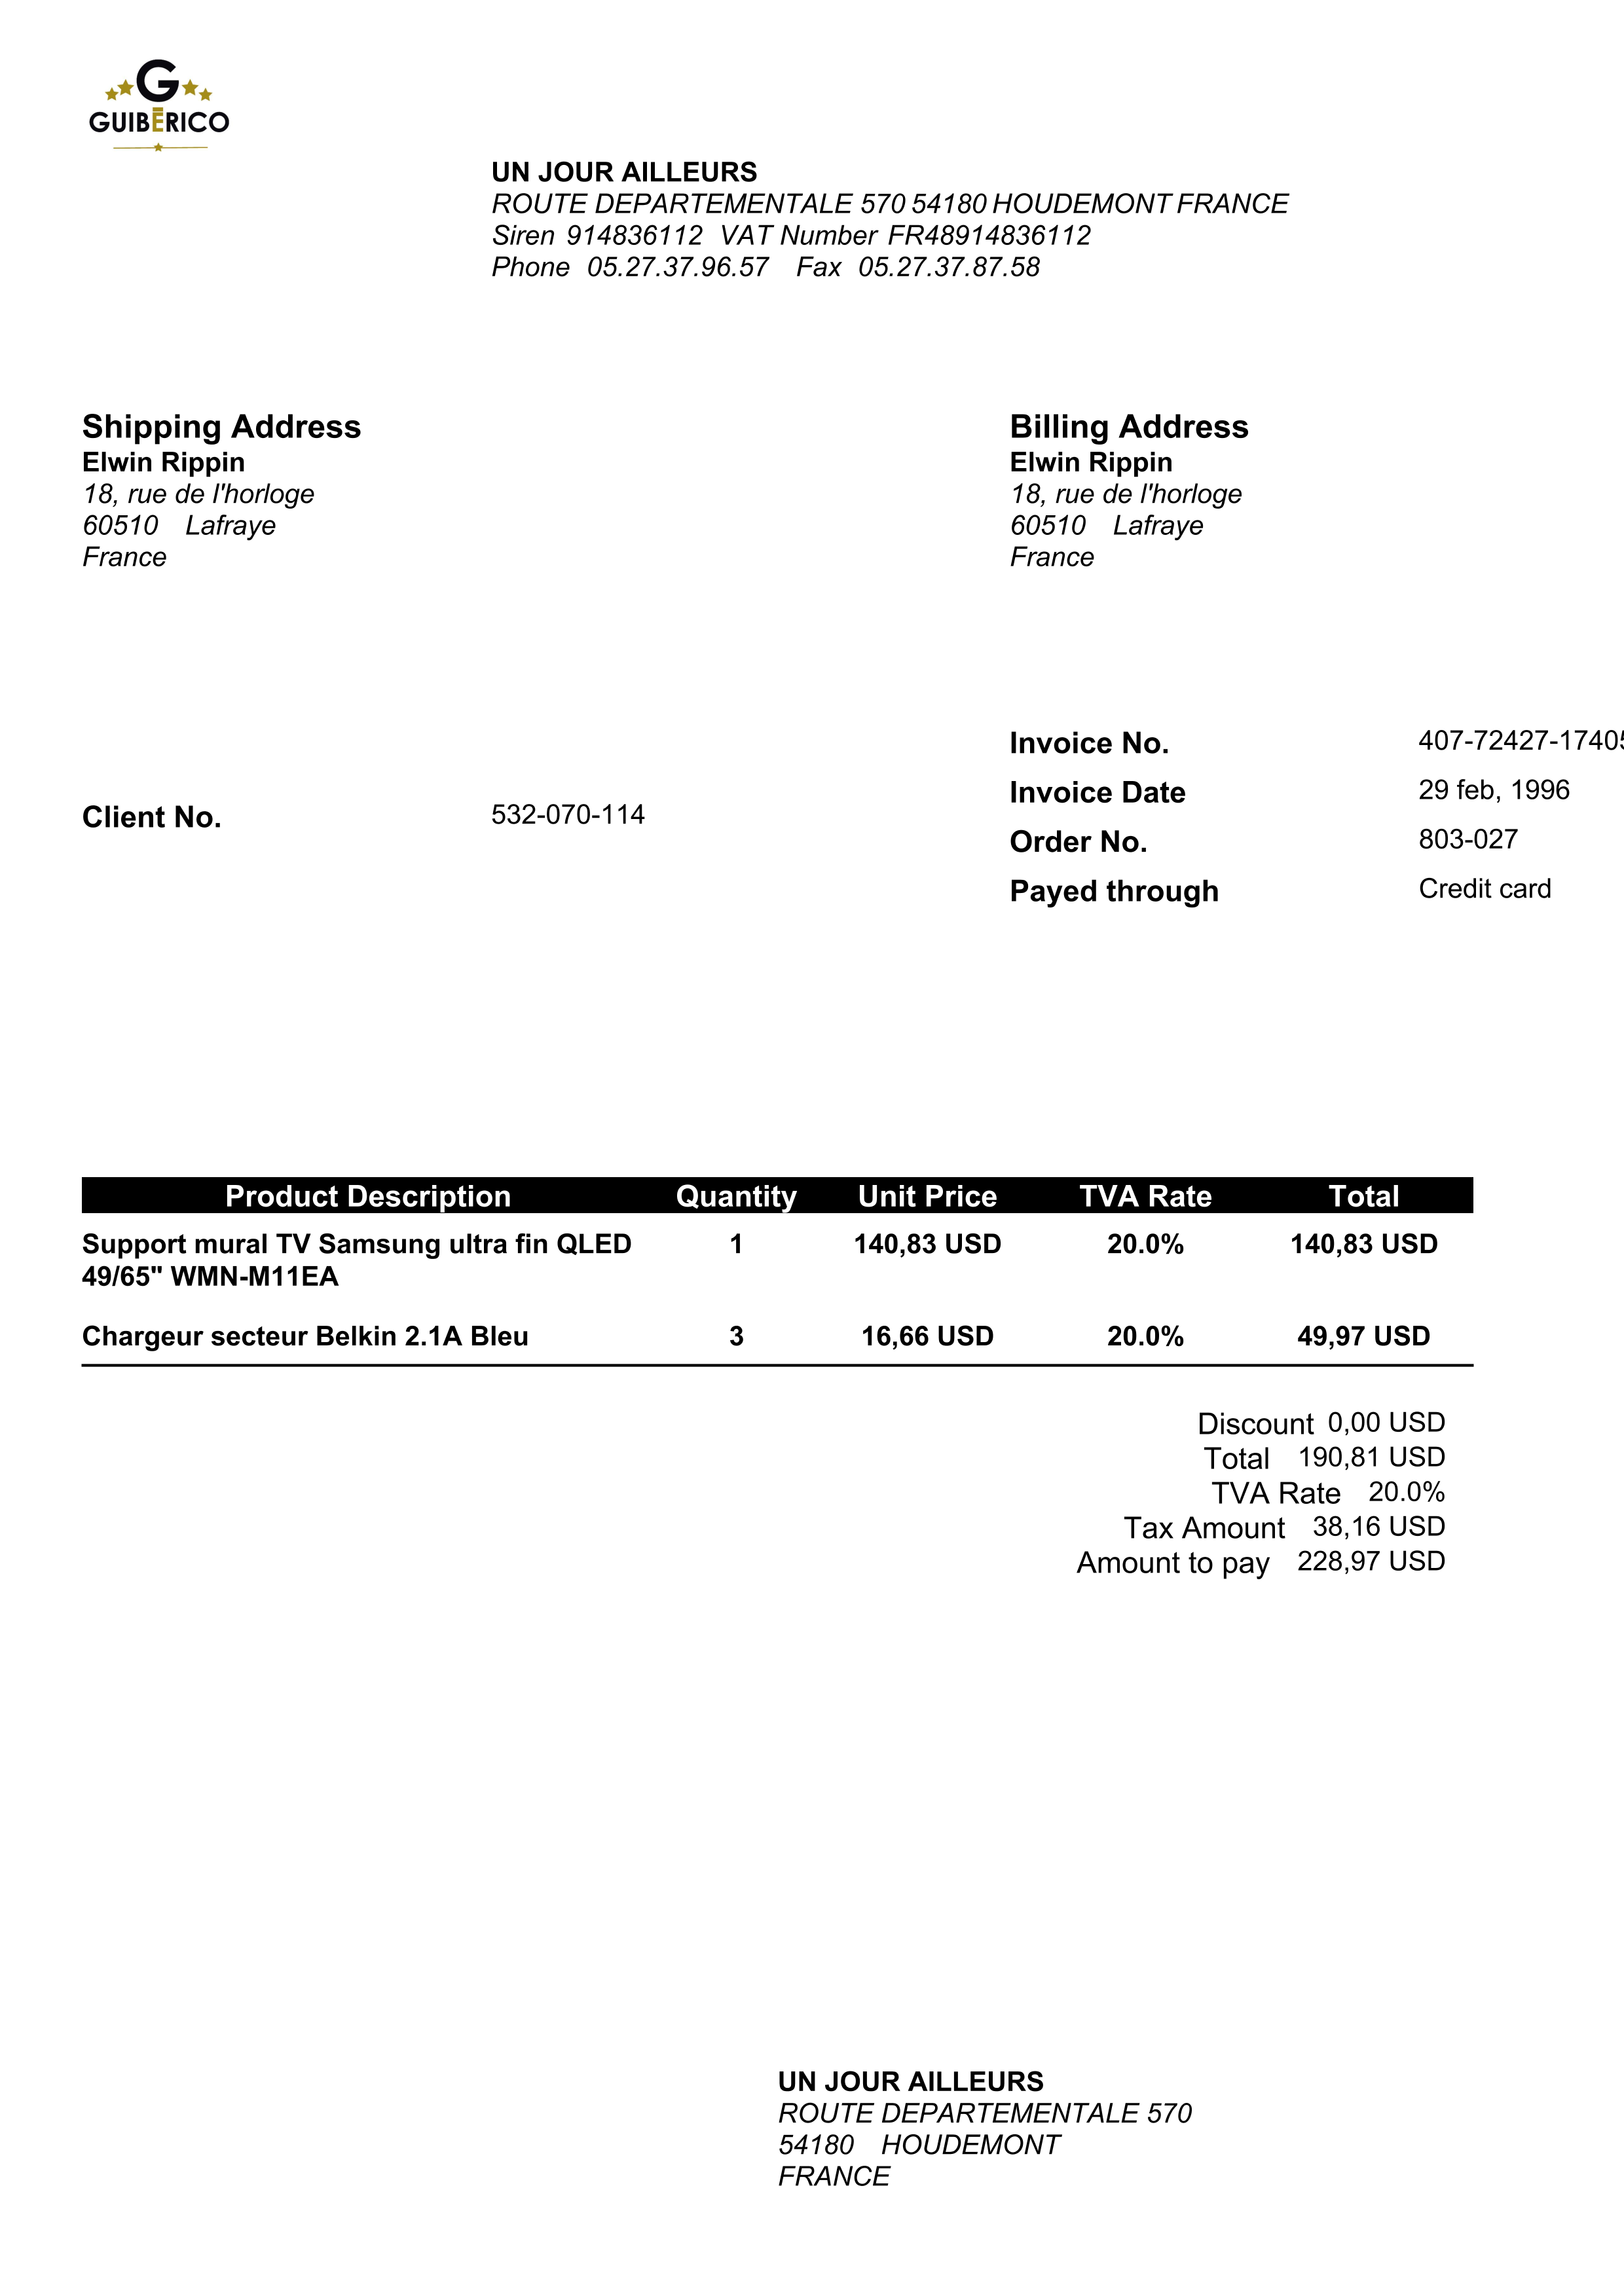 G
GUIBERICO
UN JOUR AILLEURS
ROUTE DEPARTEMENTALE 570 54180 HOUDEMONT FRANCE
Siren 914836112 VAT Number FR48914836112
Phone 05.27.37.96.57 Fax 05.27.37.87.58
Shipping Address
Elwin Rippin
18, rue de l'horloge
60510 Lafraye
France
Billing Address
Elwin Rippin
18, rue de l'horloge
60510 Lafraye
France
Client No. 532-070-114
Invoice No. 407-72427-17405
Invoice Date 29 feb, 1996
Order No. 803-027
Payed through Credit card
Product Description Quantity Unit Price TVA Rate Total
Support mural TV Samsung ultra fin QLED 1 140,83 USD 20.0% 140,83 USD
49/65" WMN-M11EA
Chargeur secteur Belkin 2.1A Bleu 3 16,66 USD 20.0% 49,97 USD
Discount 0,00 USD
Total 190,81 USD
TVA Rate 20.0%
Tax Amount 38,16 USD
Amount to pay 228,97 USD
UN JOUR AILLEURS
ROUTE DEPARTEMENTALE 570
54180 HOUDEMONT
FRANCE